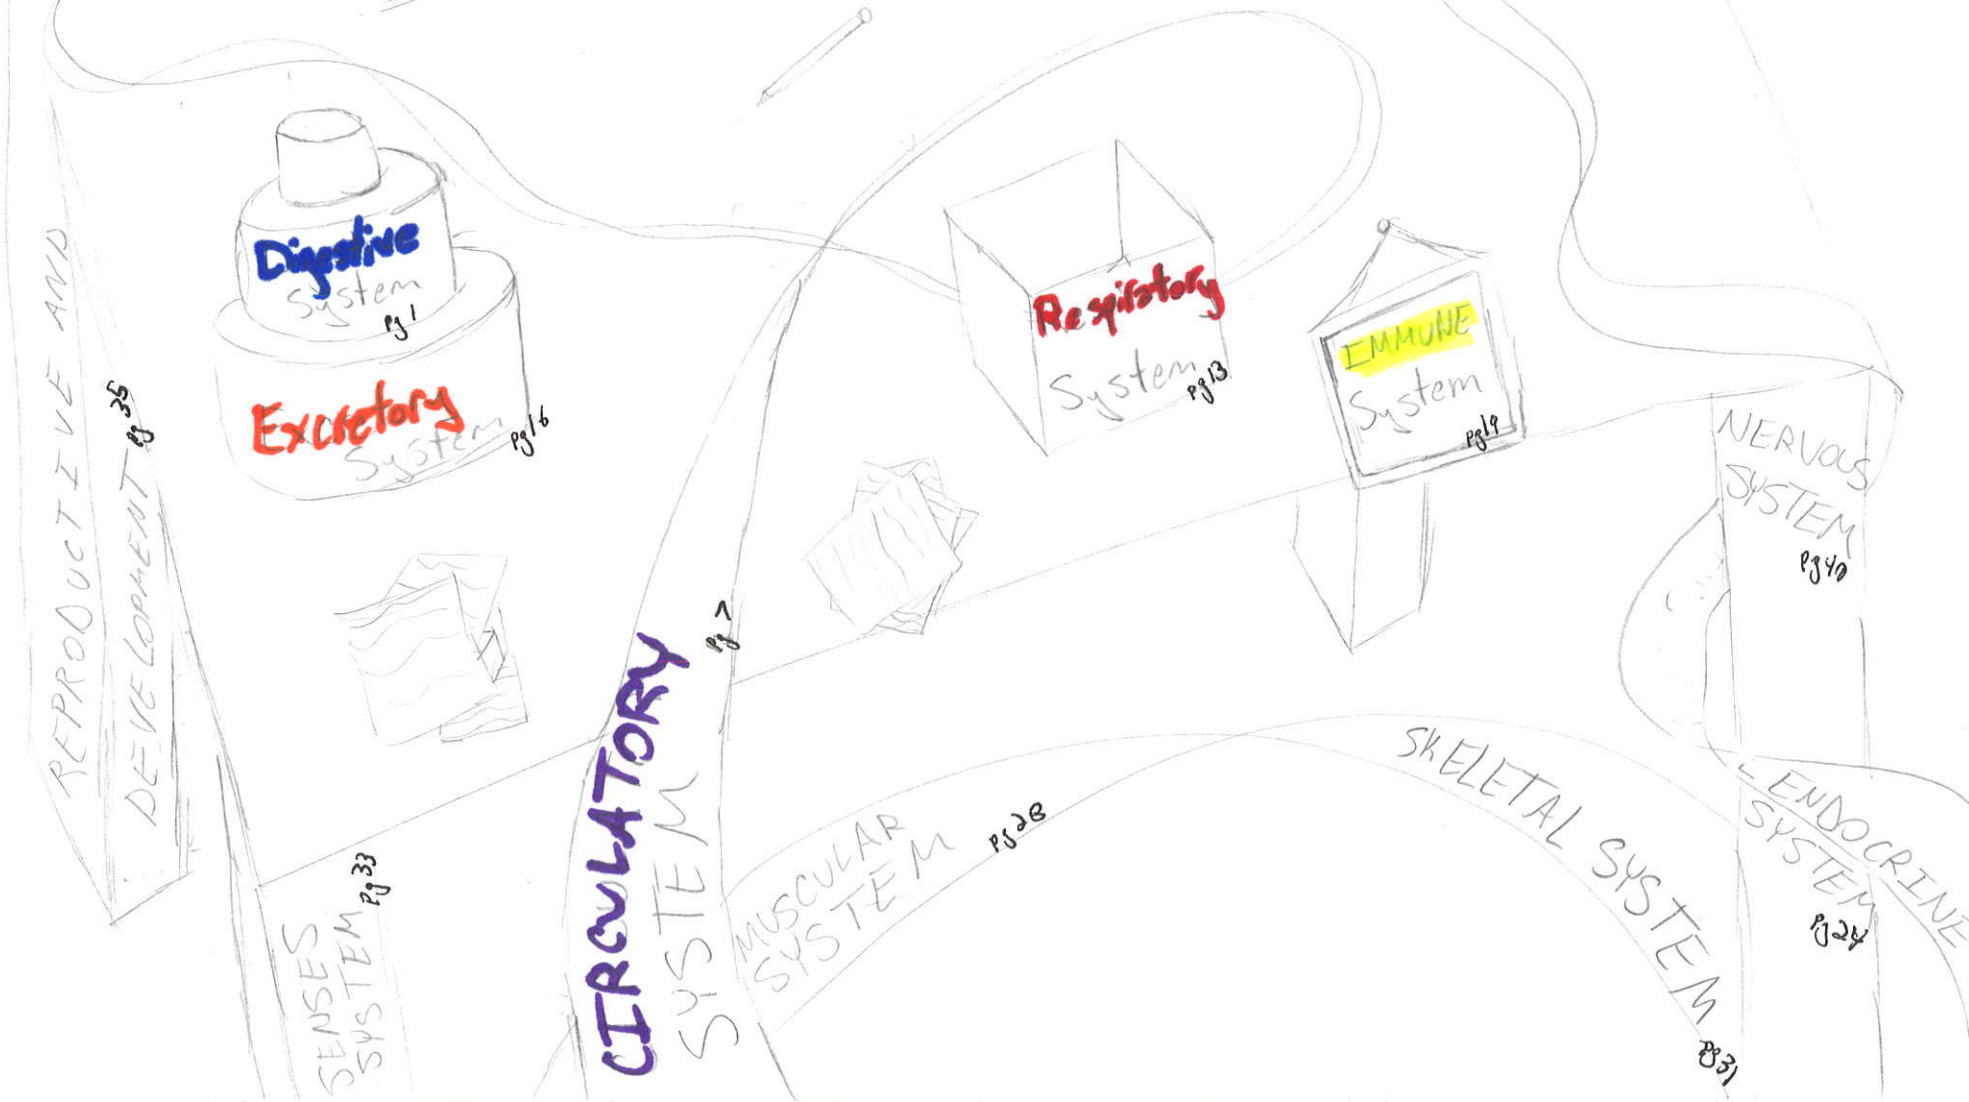 REPRODUCTIVE AND
DEVELOPMENT
pg 35
Digestive
System
pg 1
Excretory
System
pg 16
SENSES
SYSTEM
pg 33
CIRCULATORY
SYSTEM
pg 7
Respiratory
System
pg 13
IMMUNE
System
pg 19
MUSCULAR
SYSTEM
pg 28
SKELETAL SYSTEM
pg 31
NERVOUS
SYSTEM
pg 40
ENDOCRINE
SYSTEM
pg 24